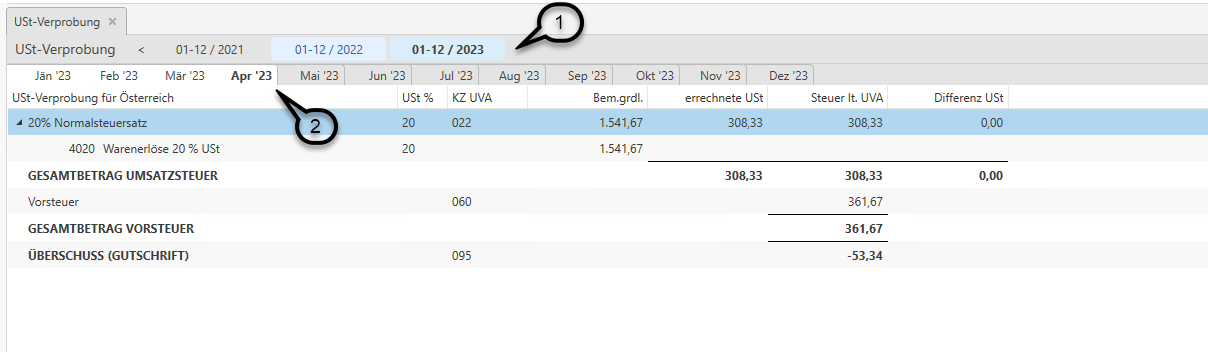 USt-Verprobung ×
1
USt-Verprobung < 01-12 / 2021 01-12 / 2022 01-12 / 2023
Jän '23 Feb '23 Mär '23 Apr '23 Mai '23 Jun '23 Jul '23 Aug '23 Sep '23 Okt '23 Nov '23 Dez '23
USt-Verprobung für Österreich USt % KZ UVA Bem.grdl. errechnete USt Steuer lt. UVA Differenz USt
2
20% Normalsteuersatz 20 022 1.541,67 308,33 308,33 0,00
4020 Warenerlöse 20 % USt 20 1.541,67
GESAMTBETRAG UMSATZSTEUER 308,33 308,33 0,00
Vorsteuer 060 361,67
GESAMTBETRAG VORSTEUER 361,67
ÜBERSCHUSS (GUTSCHRIFT) 095 -53,34